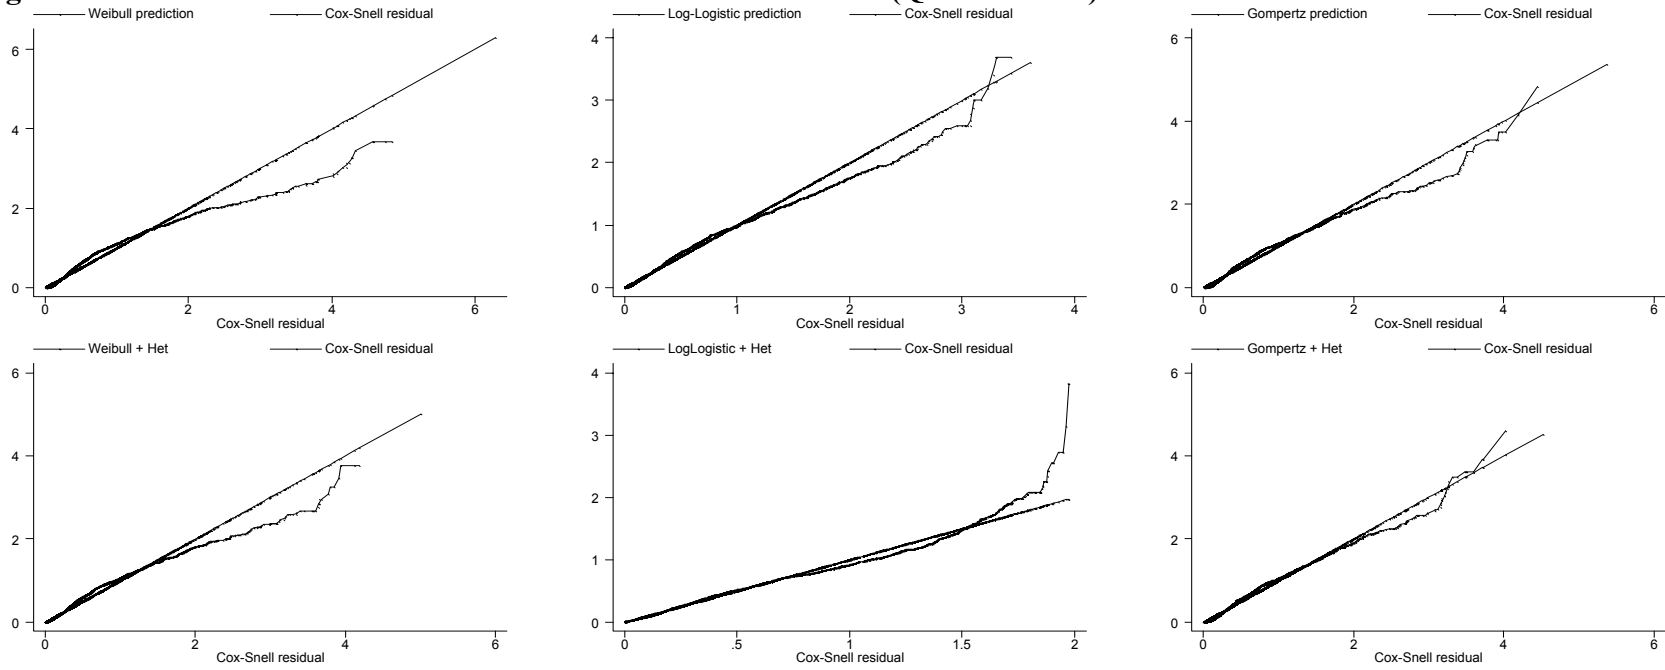 Weibull prediction Cox-Snell residual
6
4
2
0
0 2 4 6
Cox-Snell residual
Log-Logistic prediction Cox-Snell residual
4
3
2
1
0
0 1 2 3 4
Cox-Snell residual
Gompertz prediction Cox-Snell residual
6
4
2
0
0 2 4 6
Cox-Snell residual
Weibull + Het Cox-Snell residual
6
4
2
0
0 2 4 6
Cox-Snell residual
LogLogistic + Het Cox-Snell residual
4
3
2
1
0
0 .5 1 1.5 2
Cox-Snell residual
Gompertz + Het Cox-Snell residual
6
4
2
0
0 2 4 6
Cox-Snell residual